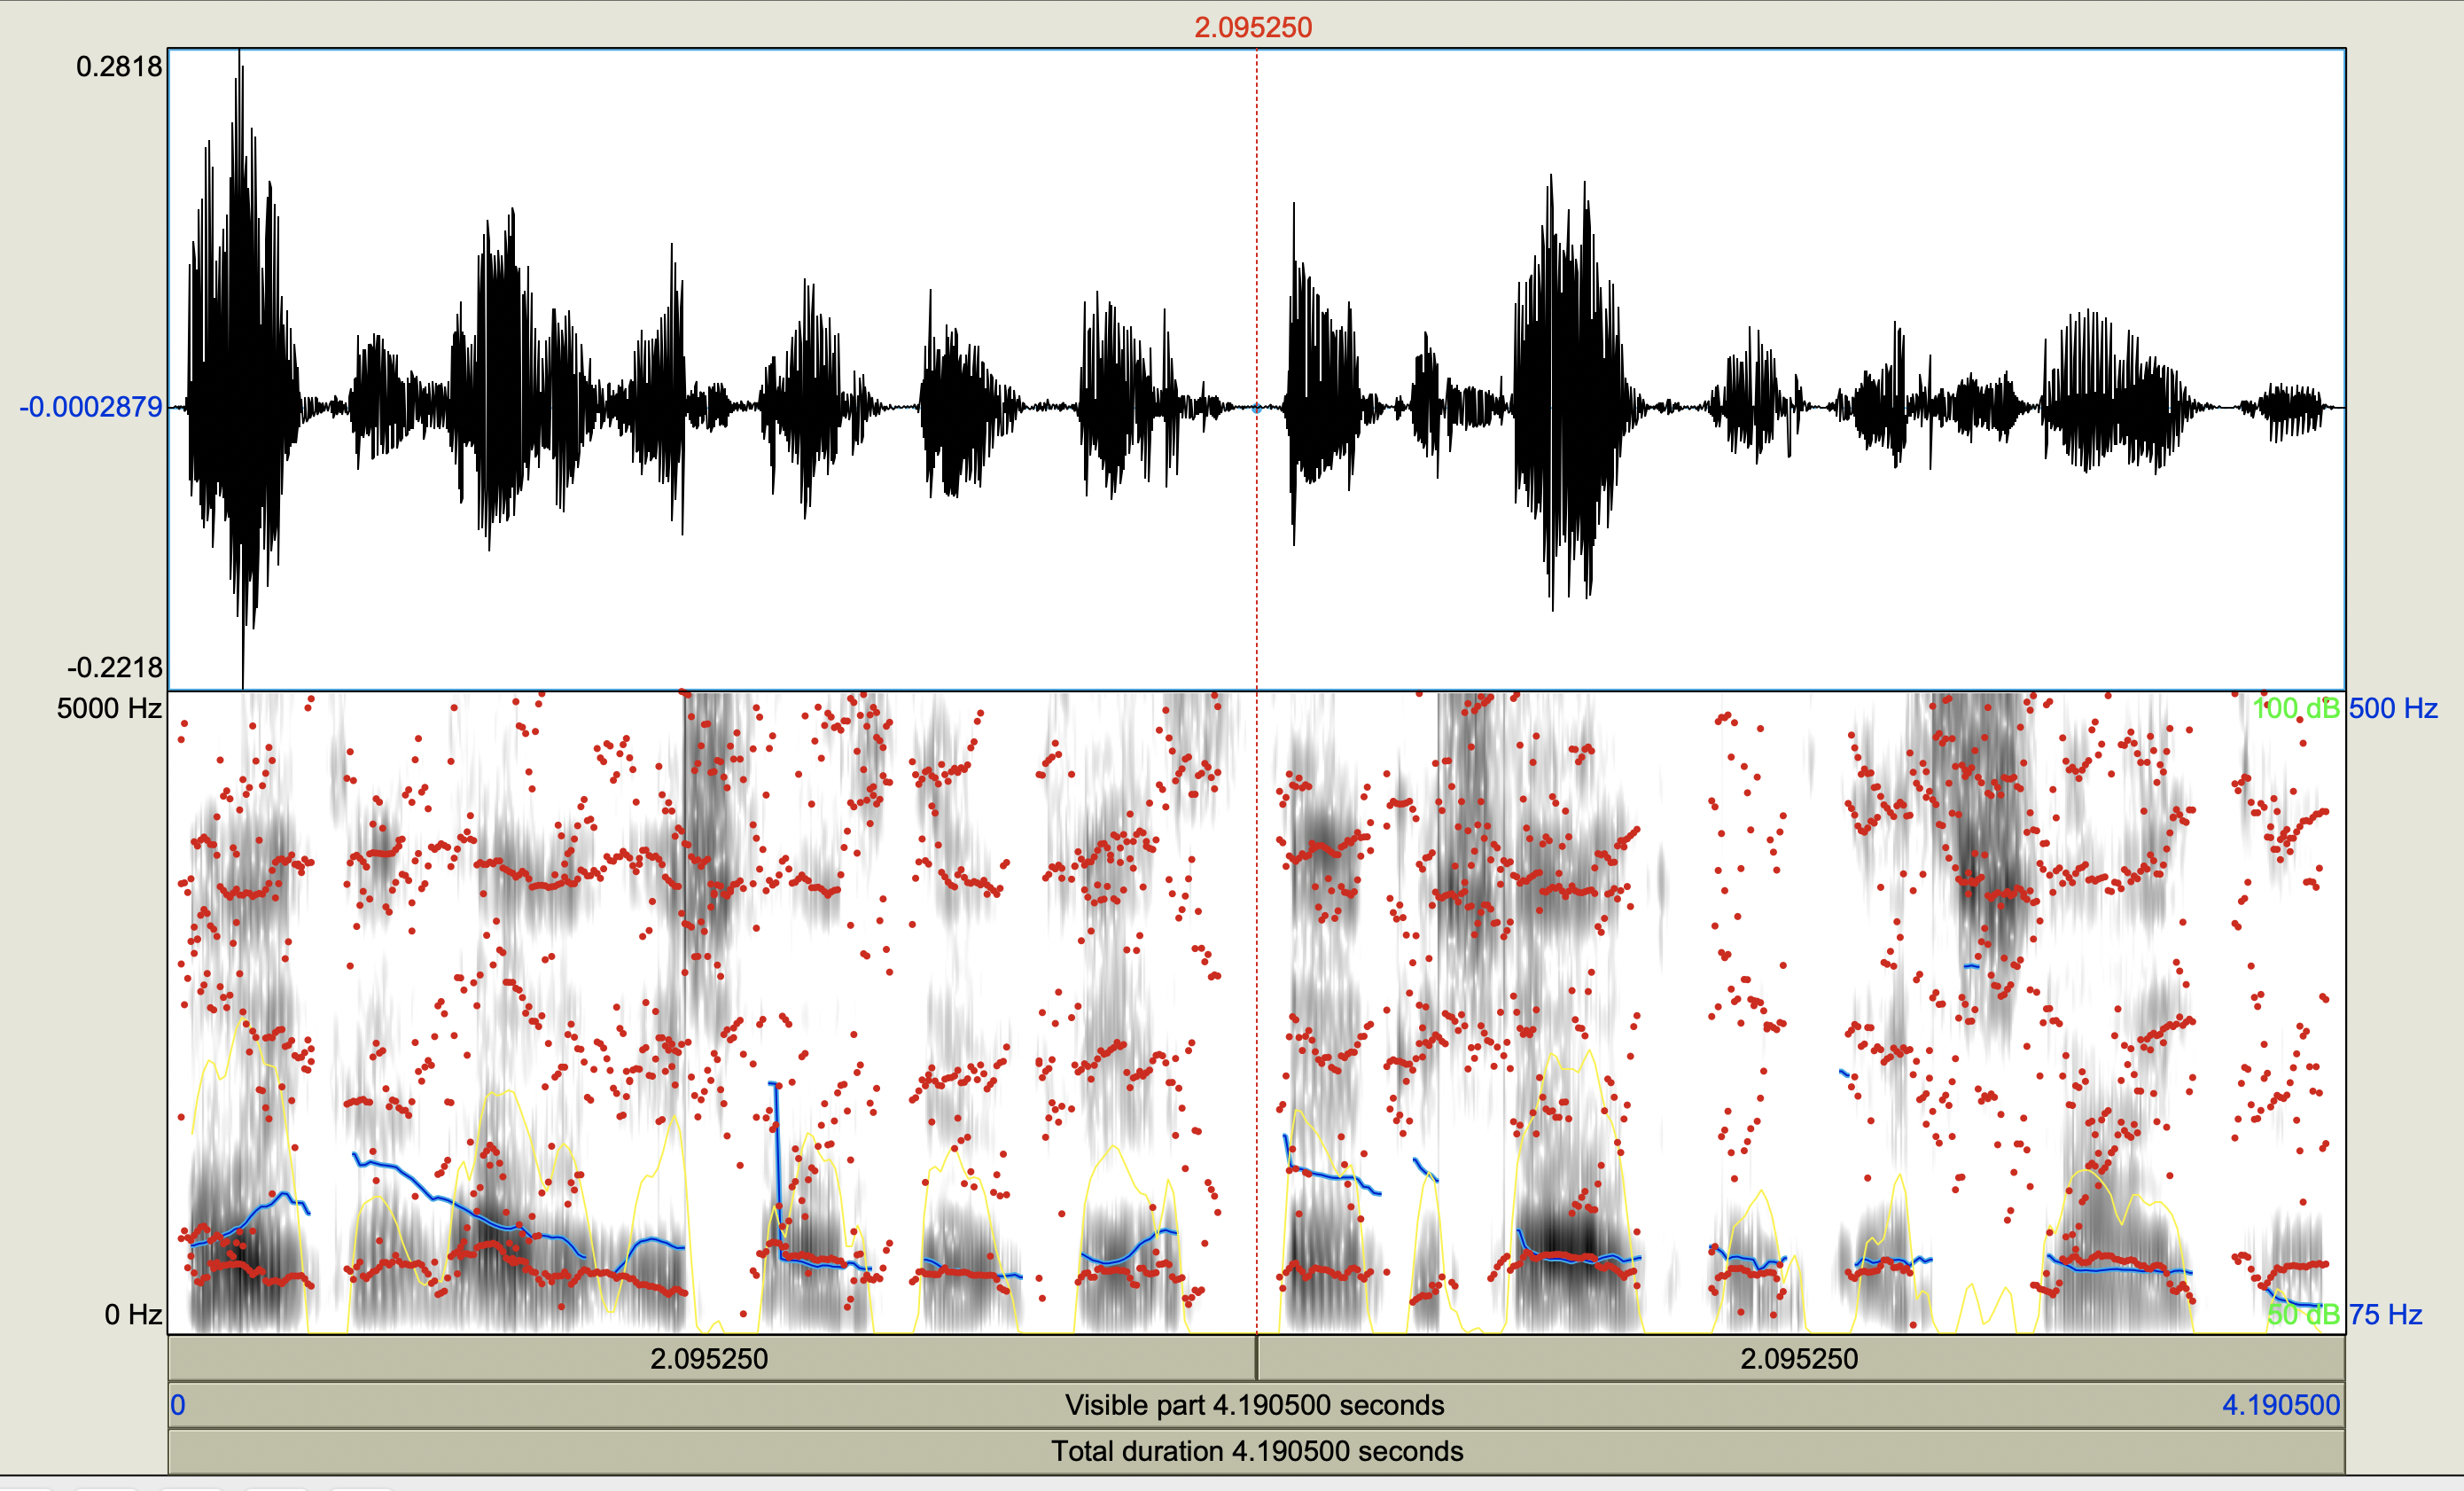 2.095250
0.2818
-0.0002879
-0.2218
5000 Hz
100 dB 500 Hz
0 Hz
50 dB 75 Hz
2.095250 2.095250
0 Visible part 4.190500 seconds 4.190500
Total duration 4.190500 seconds